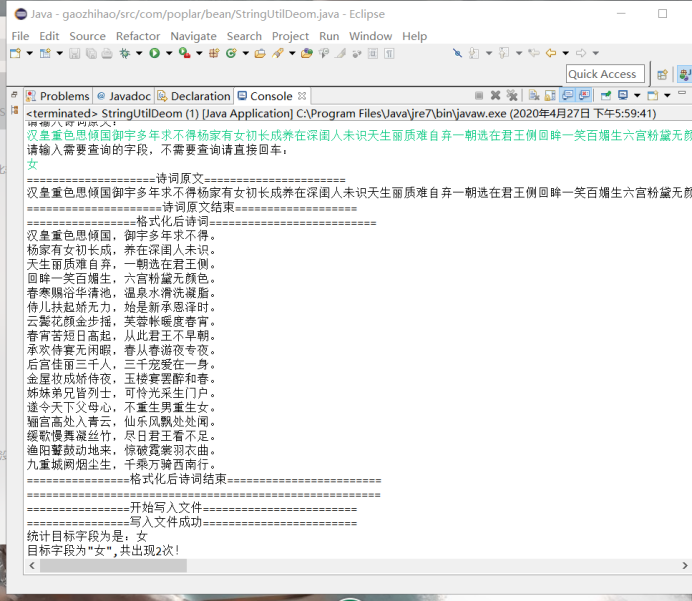 Java - gaozhihao/src/com/poplar/bean/StringUtilDeom.java - Eclipse
File Edit Source Refactor Navigate Search Project Run Window Help
Quick Access
Problems @ Javadoc Declaration Console
<terminated> StringUtilDeom (1) [Java Application] C:\Program Files\Java\jre7\bin\javaw.exe (2020年4月27日 下午5:59:41)
汉皇重色思倾国御宇多年求不得杨家有女初长成养在深闺人未识天生丽质难自弃一朝选在君王侧回眸一笑百媚生六宫粉黛无颜
请输入需要查询的字段，不需要查询请直接回车：
女
====================诗词原文======================
汉皇重色思倾国御宇多年求不得杨家有女初长成养在深闺人未识天生丽质难自弃一朝选在君王侧回眸一笑百媚生六宫粉黛无颜
=====================诗词原文结束===================
=================格式化后诗词==========================
汉皇重色思倾国，御宇多年求不得。
杨家有女初长成，养在深闺人未识。
天生丽质难自弃，一朝选在君王侧。
回眸一笑百媚生，六宫粉黛无颜色。
春寒赐浴华清池，温泉水滑洗凝脂。
侍儿扶起娇无力，始是新承恩泽时。
云鬓花颜金步摇，芙蓉帐暖度春宵。
春宵苦短日高起，从此君王不早朝。
承欢侍宴无闲暇，春从春游夜专夜。
后宫佳丽三千人，三千宠爱在一身。
金屋妆成娇侍夜，玉楼宴罢醉和春。
姊妹弟兄皆列士，可怜光采生门户。
遂令天下父母心，不重生男重生女。
骊宫高处入青云，仙乐风飘处处闻。
缓歌慢舞凝丝竹，尽日君王看不足。
渔阳鼙鼓动地来，惊破霓裳羽衣曲。
九重城阙烟尘生，千乘万骑西南行。
================格式化后诗词结束========================
=======================================================
================开始写入文件========================
================写入文件成功========================
统计目标字段为是：女
目标字段为"女",共出现2次！